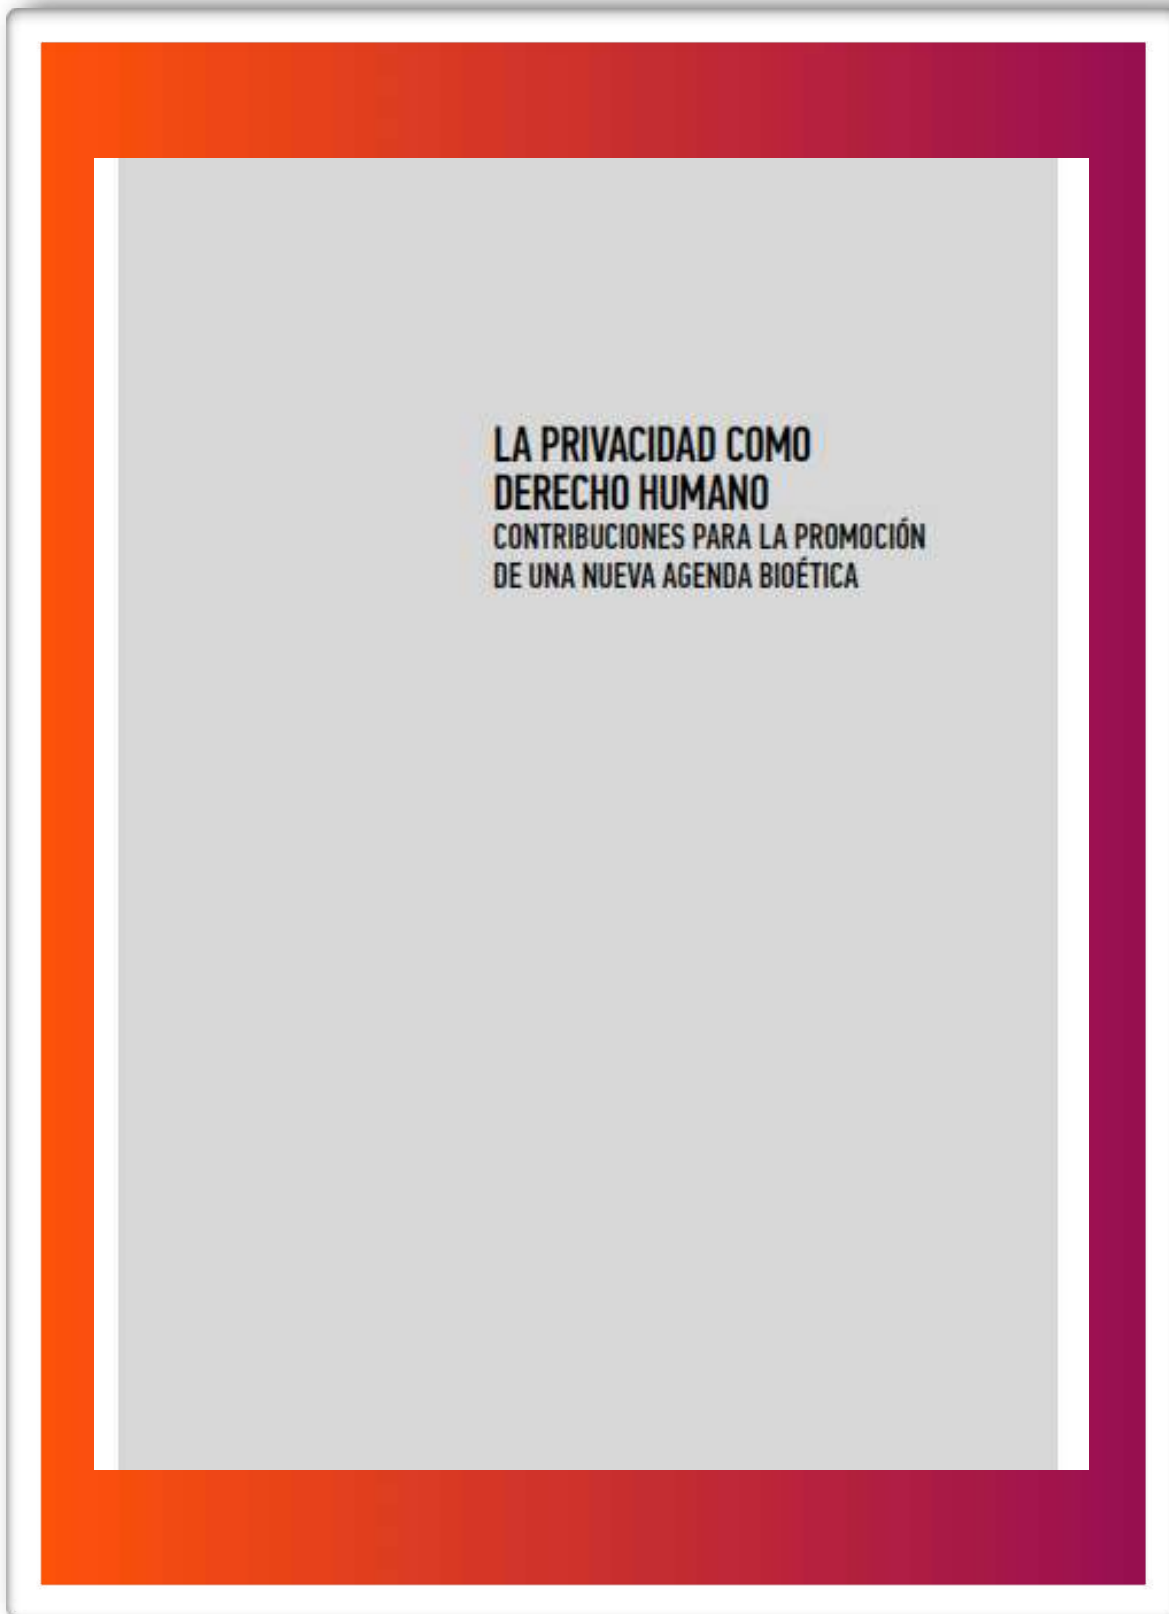 LA PRIVACIDAD COMO
DERECHO HUMANO
CONTRIBUCIONES PARA LA PROMOCIÓN
DE UNA NUEVA AGENDA BIOÉTICA